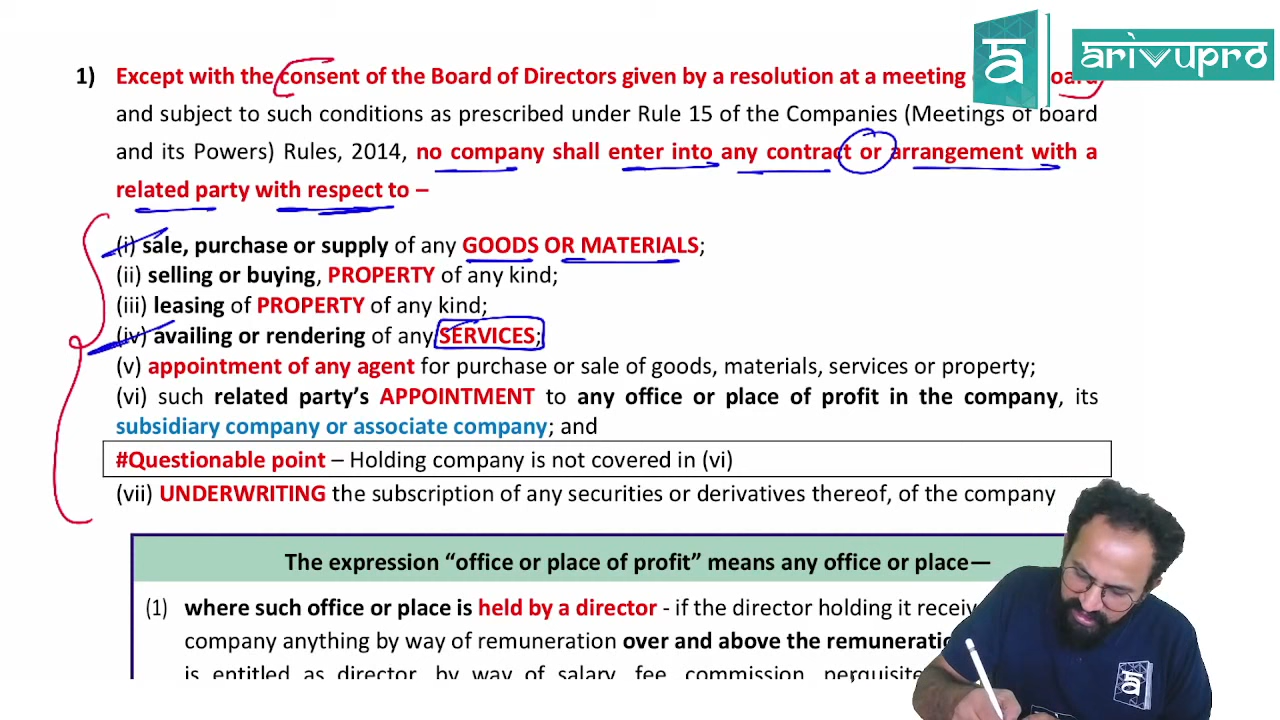 ā arivupro
1) Except with the consent of the Board of Directors given by a resolution at a meeting
and subject to such conditions as prescribed under Rule 15 of the Companies (Meetings of board
and its Powers) Rules, 2014, no company shall enter into any contract or arrangement with a
related party with respect to –
(i) sale, purchase or supply of any GOODS OR MATERIALS;
(ii) selling or buying, PROPERTY of any kind;
(iii) leasing of PROPERTY of any kind;
(iv) availing or rendering of any SERVICES;
(v) appointment of any agent for purchase or sale of goods, materials, services or property;
(vi) such related party’s APPOINTMENT to any office or place of profit in the company, its
subsidiary company or associate company; and
#Questionable point – Holding company is not covered in (vi)
(vii) UNDERWRITING the subscription of any securities or derivatives thereof, of the company
The expression “office or place of profit” means any office or place—
(1) where such office or place is held by a director - if the director holding it
company anything by way of remuneration over and above the
is entitled as director, by way of salary, fee, commission,